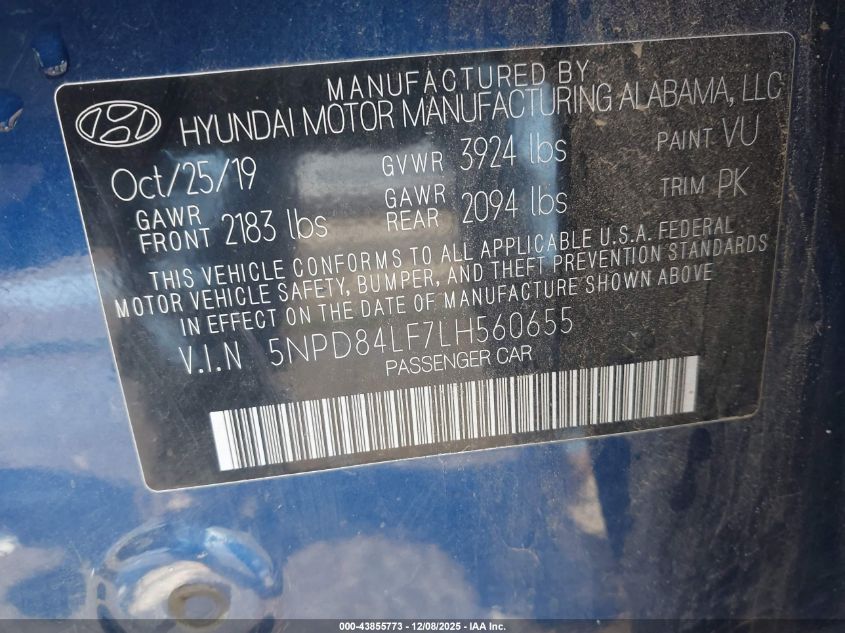 MANUFACTURED BY
HYUNDAI MOTOR MANUFACTURING ALABAMA, LLC
Oct/25/19 GVWR 3924 lbs PAINT VU
GAWR FRONT 2183 lbs GAWR REAR 2094 lbs TRIM PK
THIS VEHICLE CONFORMS TO ALL APPLICABLE U.S.A. FEDERAL
MOTOR VEHICLE SAFETY, BUMPER, AND THEFT PREVENTION STANDARDS
IN EFFECT ON THE DATE OF MANUFACTURE SHOWN ABOVE
V.I.N 5NPD84LF7LH560655
PASSENGER CAR
000-43855773 - 12/08/2025 - IAA Inc.